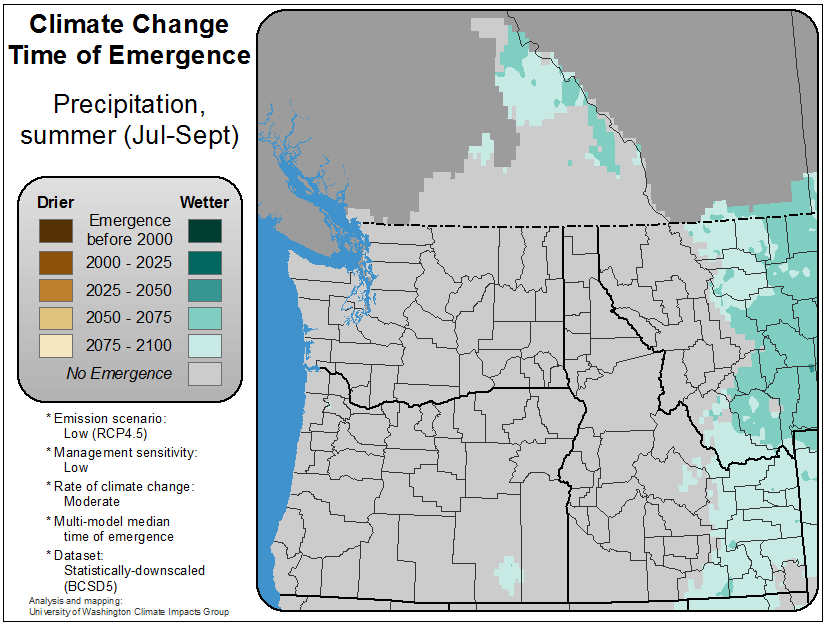 Climate Change
Time of Emergence
Precipitation,
summer (Jul-Sept)
Drier Wetter
Emergence
before 2000
2000 - 2025
2025 - 2050
2050 - 2075
2075 - 2100
No Emergence
* Emission scenario:
Low (RCP4.5)
* Management sensitivity:
Low
* Rate of climate change:
Moderate
* Multi-model median
time of emergence
* Dataset:
Statistically-downscaled
(BCSD5)
Analysis and mapping:
University of Washington Climate Impacts Group